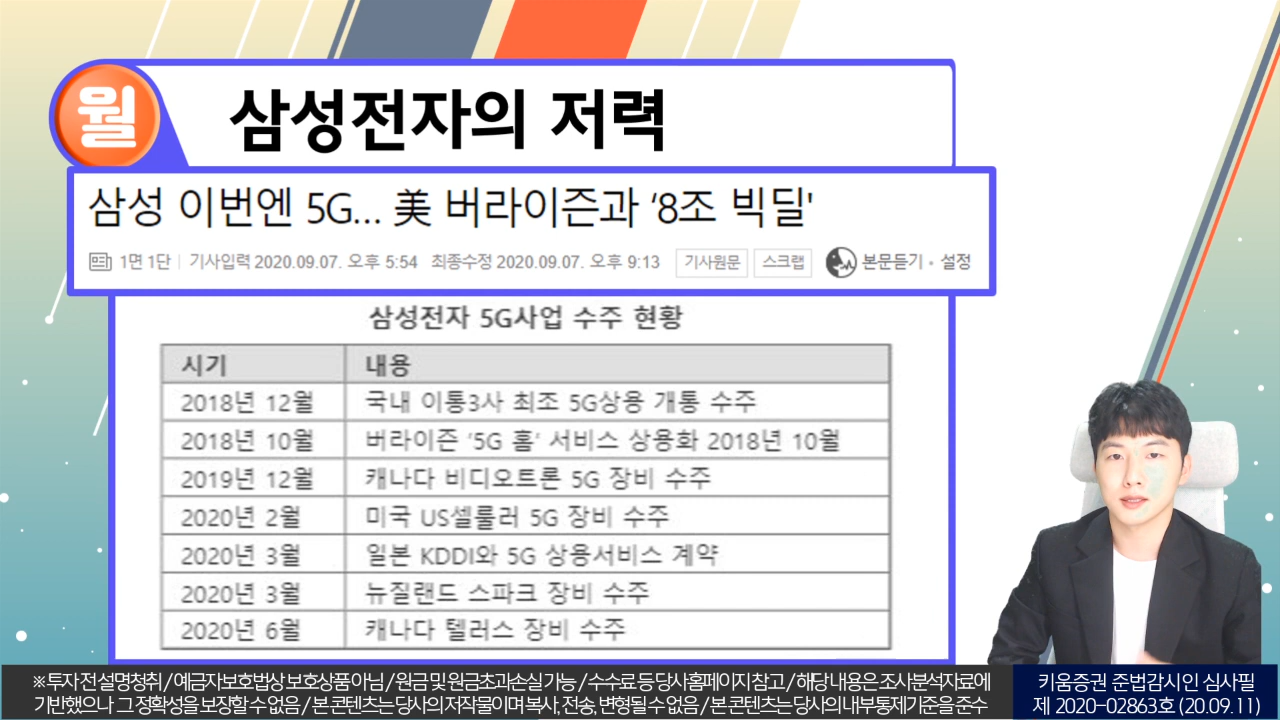 월
삼성전자의 저력
삼성 이번엔 5G... 美 버라이즌과 '8조 빅딜'
1면 1단 기사입력 2020.09.07. 오후 5:54 최종수정 2020.09.07. 오후 9:13 기사원문 스크랩 본문듣기 · 설정
삼성전자 5G사업 수주 현황
시기 내용
2018년 12월 국내 이통3사 최조 5G상용 개통 수주
2018년 10월 버라이즌 '5G 홈' 서비스 상용화 2018년 10월
2019년 12월 캐나다 비디오트론 5G 장비 수주
2020년 2월 미국 US셀룰러 5G 장비 수주
2020년 3월 일본 KDDI와 5G 상용서비스 계약
2020년 3월 뉴질랜드 스파크 장비 수주
2020년 6월 캐나다 텔러스 장비 수주
※ 투자 전 설명청취 / 예금자보호법상 보호상품 아님 / 원금 및 원금초과손실 가능 / 수수료 등 당사홈페이지 참고 / 해당 내용은 조사분석자료에
기반했으나 그 정확성을 보장할 수 없음 / 본 콘텐츠는 당사의 저작물이며 복사, 전송, 변형될 수 없음 / 본 콘텐츠는 당사의 내부통제기준을 준수
키움증권 준법감시인 심사필
제 2020-02863호 (20.09.11)